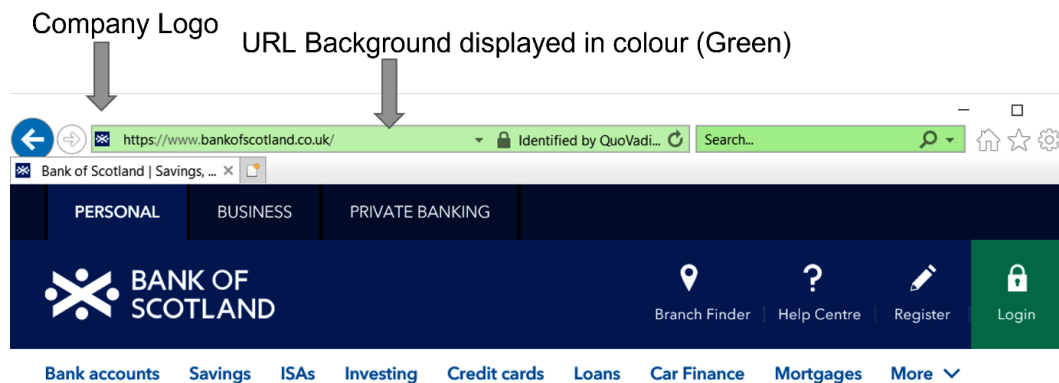 Company Logo
URL Background displayed in colour (Green)
https://www.bankofscotland.co.uk/
Identified by QuoVadi...
Search...
Bank of Scotland | Savings, ...
PERSONAL BUSINESS PRIVATE BANKING
BANK OF
SCOTLAND
Branch Finder Help Centre Register Login
Bank accounts Savings ISAs Investing Credit cards Loans Car Finance Mortgages More